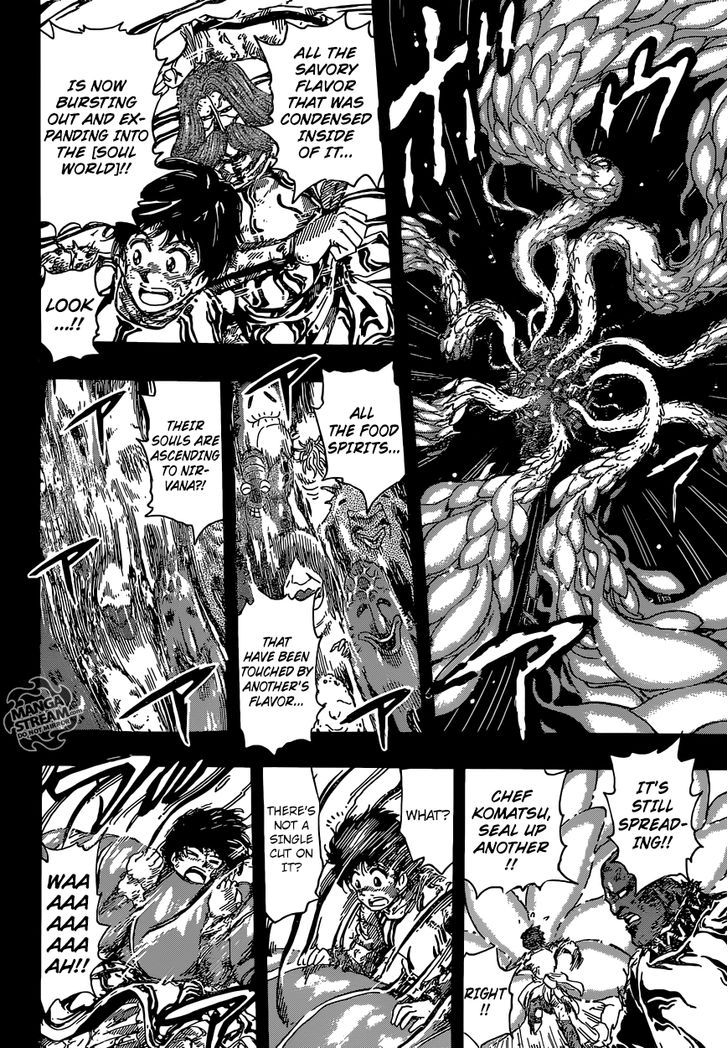 ALL THE
SAVORY
FLAVOR
THAT WAS
CONDENSED
INSIDE
OF IT...
IS NOW
BURSTING
OUT AND EX-
PANDING INTO
THE [SOUL
WORLD]!!
LOOK
...!!
ALL
THE FOOD
SPIRITS...
THAT
HAVE BEEN
TOUCHED BY
ANOTHER'S
FLAVOR...
THEIR
SOULS ARE
ASCENDING
TO NIR-
VANA?!
IT'S
STILL
SPREAD-
ING!!
CHEF
KOMATSU,
SEAL UP
ANOTHER
!!
RIGHT
!!
WHAT?
THERE'S
NOT A
SINGLE
CUT ON
IT?
WAA
AAA
AAA
AAA
AH!!
MANGA
STREAM